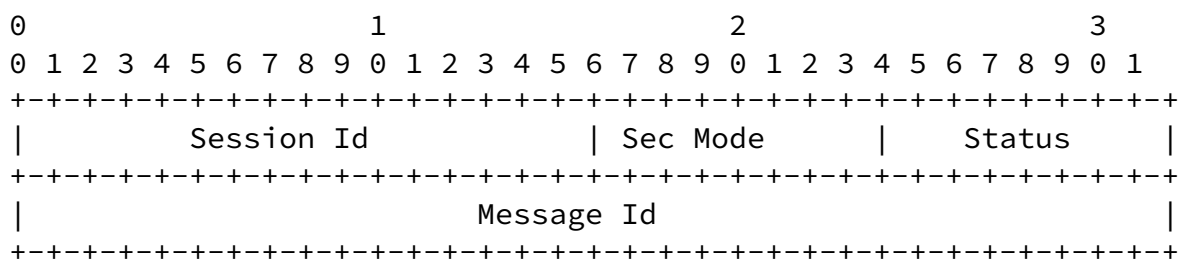 0                   1                   2                   3
0 1 2 3 4 5 6 7 8 9 0 1 2 3 4 5 6 7 8 9 0 1 2 3 4 5 6 7 8 9 0 1
+-+-+-+-+-+-+-+-+-+-+-+-+-+-+-+-+-+-+-+-+-+-+-+-+-+-+-+-+-+-+-+-+
|         Session Id            | Sec Mode      |    Status     |
+-+-+-+-+-+-+-+-+-+-+-+-+-+-+-+-+-+-+-+-+-+-+-+-+-+-+-+-+-+-+-+-+
|                         Message Id                            |
+-+-+-+-+-+-+-+-+-+-+-+-+-+-+-+-+-+-+-+-+-+-+-+-+-+-+-+-+-+-+-+-+